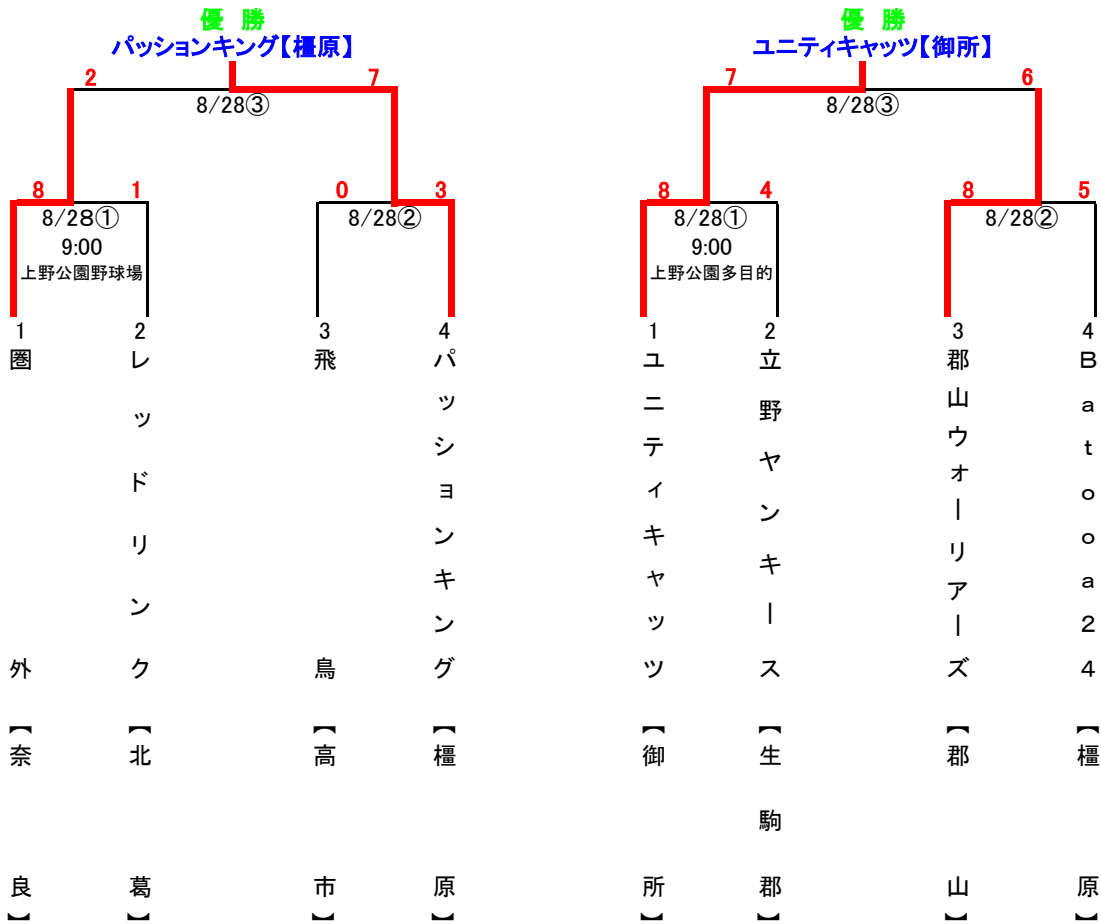 優 勝
パッションキング【橿原】
2
7
8/28③
8
1
0
3
8/28①
8/28②
9:00
上野公園野球場
1
2
3
4
圏外【奈良】
レッドリンク【北葛】
飛鳥【高市】
パッションキング【橿原】
優 勝
ユニティキャッツ【御所】
7
6
8/28③
8
4
8
5
8/28①
8/28②
9:00
上野公園多目的
1
2
3
4
ユニティキャッツ【御所】
立野ヤンキース【生駒郡】
郡山ウォーリアーズ【郡山】
Batooa24【橿原】